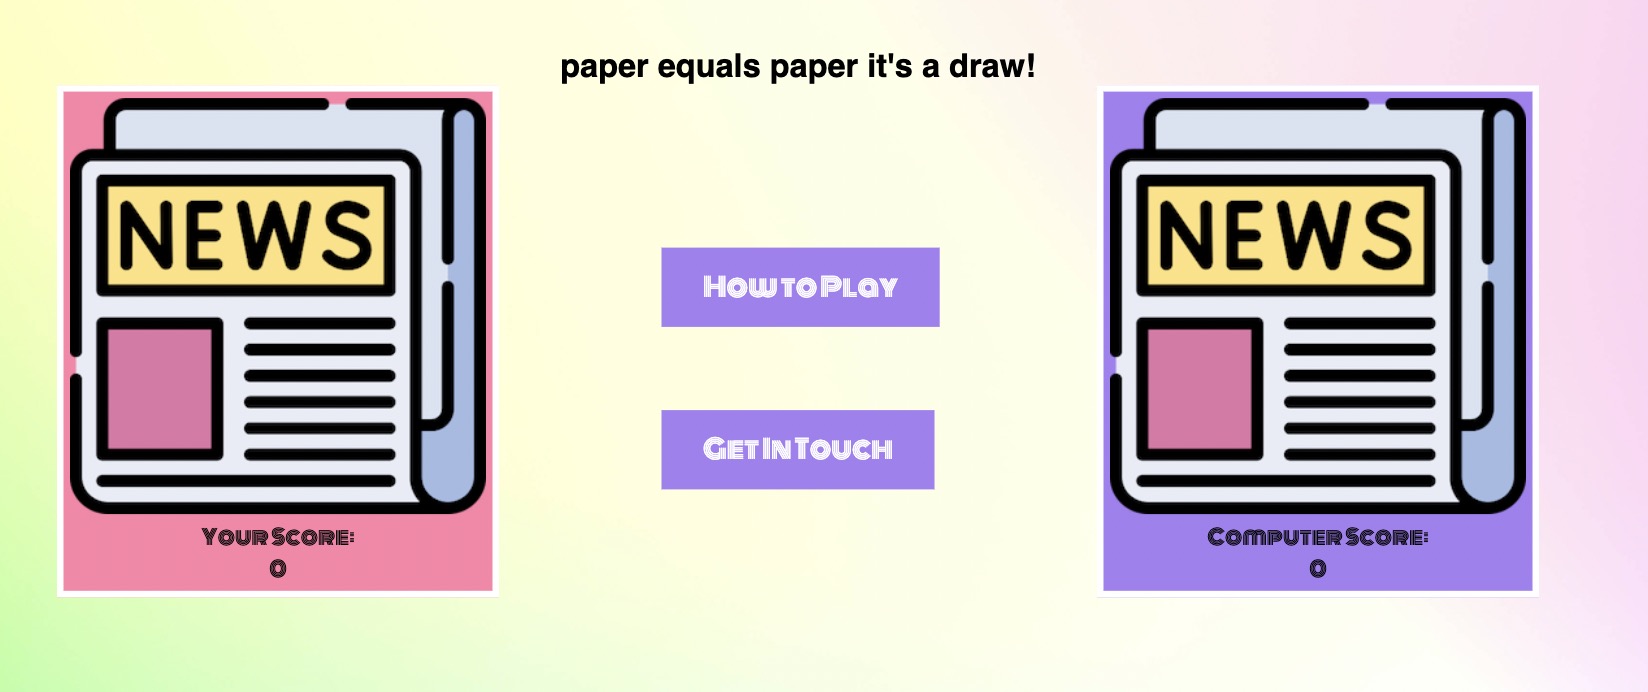 paper equals paper it's a draw!
NEWS
NEWS
How to Play
Get In Touch
Your Score:
0
Computer Score:
0